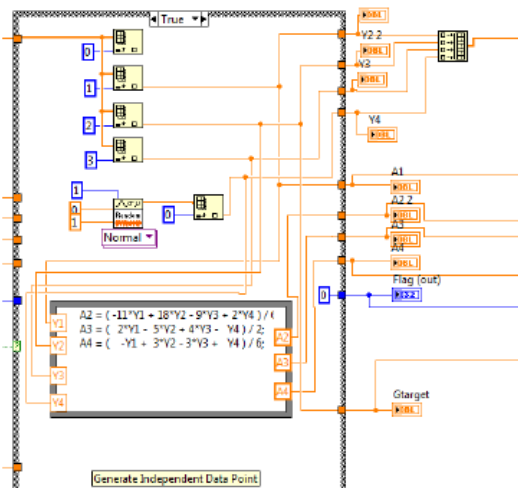 True
0
1
2
3
1
0
1
Normal
0
Y2 2
Y3
Y4
A1
A2 2
A3
A4
Flag (out)
0
Gtarget
Y1
Y2
Y3
Y4
A2 = ( -11*Y1 + 18*Y2 - 9*Y3 + 2*Y4 ) /
A3 = ( 2*Y1 - 5*Y2 + 4*Y3 - Y4 ) / 2;
A4 = ( -Y1 + 3*Y2 - 3*Y3 + Y4 ) / 6;
A2
A3
A4
Generate Independent Data Point